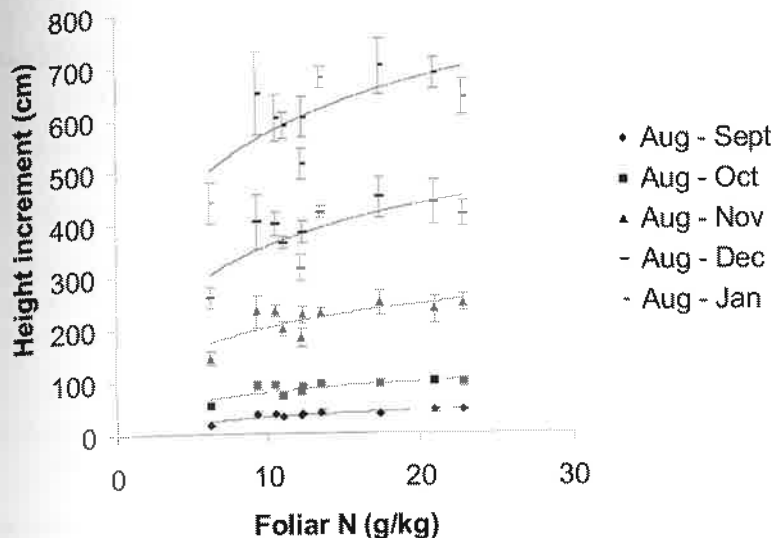 Height increment (cm)
800
700
600
500
400
300
200
100
0
0 10 20 30
Foliar N (g/kg)
Aug - Sept
Aug - Oct
Aug - Nov
Aug - Dec
Aug - Jan